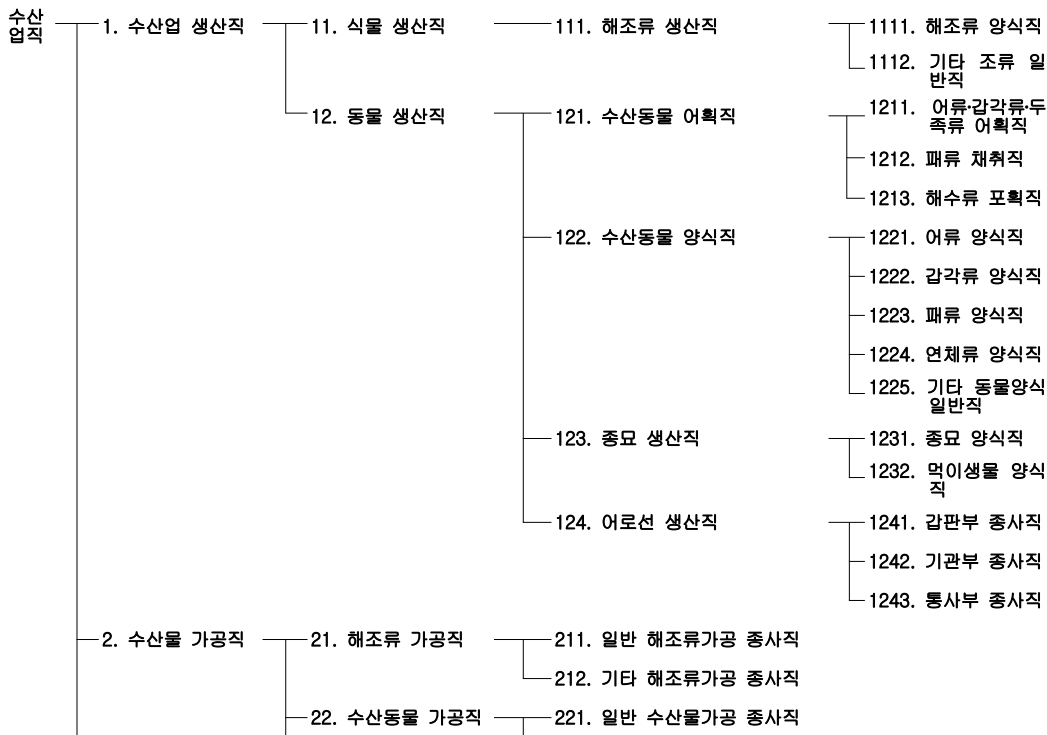 수산
업직
1. 수산업 생산직
11. 식물 생산직
111. 해조류 생산직
1111. 해조류 양식직
1112. 기타 조류 일
반직
12. 동물 생산직
121. 수산동물 어획직
1211. 어류·갑각류·두
족류 어획직
1212. 패류 채취직
1213. 해수류 포획직
122. 수산동물 양식직
1221. 어류 양식직
1222. 갑각류 양식직
1223. 패류 양식직
1224. 연체류 양식직
1225. 기타 동물양식
일반직
123. 종묘 생산직
1231. 종묘 양식직
1232. 먹이생물 양식
직
124. 어로선 생산직
1241. 갑판부 종사직
1242. 기관부 종사직
1243. 통사부 종사직
2. 수산물 가공직
21. 해조류 가공직
211. 일반 해조류가공 종사직
212. 기타 해조류가공 종사직
22. 수산동물 가공직
221. 일반 수산물가공 종사직